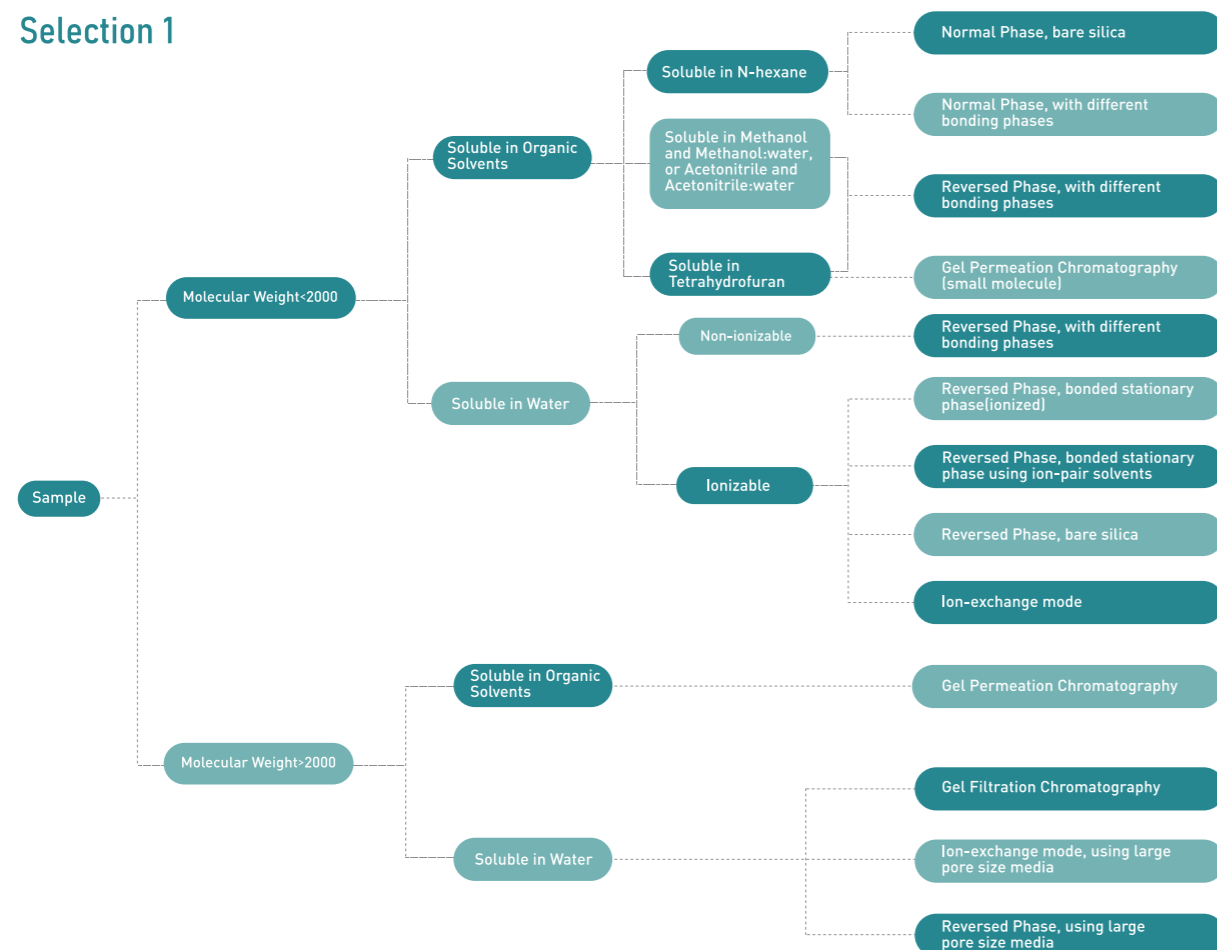 Selection 1
Normal Phase, bare silica
Soluble in N-hexane
Normal Phase, with different
bonding phases
Soluble in Organic
Solvents
Soluble in Methanol
and Methanol:water,
or Acetonitrile and
Acetonitrile:water
Reversed Phase, with different
bonding phases
Soluble in
Tetrahydrofuran
Gel Permeation Chromatography
(small molecule)
Molecular Weight<2000
Non-ionizable
Reversed Phase, with different
bonding phases
Soluble in Water
Reversed Phase, bonded stationary
phase(ionized)
Ionizable
Reversed Phase, bonded stationary
phase using ion-pair solvents
Sample
Reversed Phase, bare silica
Ion-exchange mode
Soluble in Organic
Solvents
Gel Permeation Chromatography
Molecular Weight>2000
Gel Filtration Chromatography
Soluble in Water
Ion-exchange mode, using large
pore size media
Reversed Phase, using large
pore size media